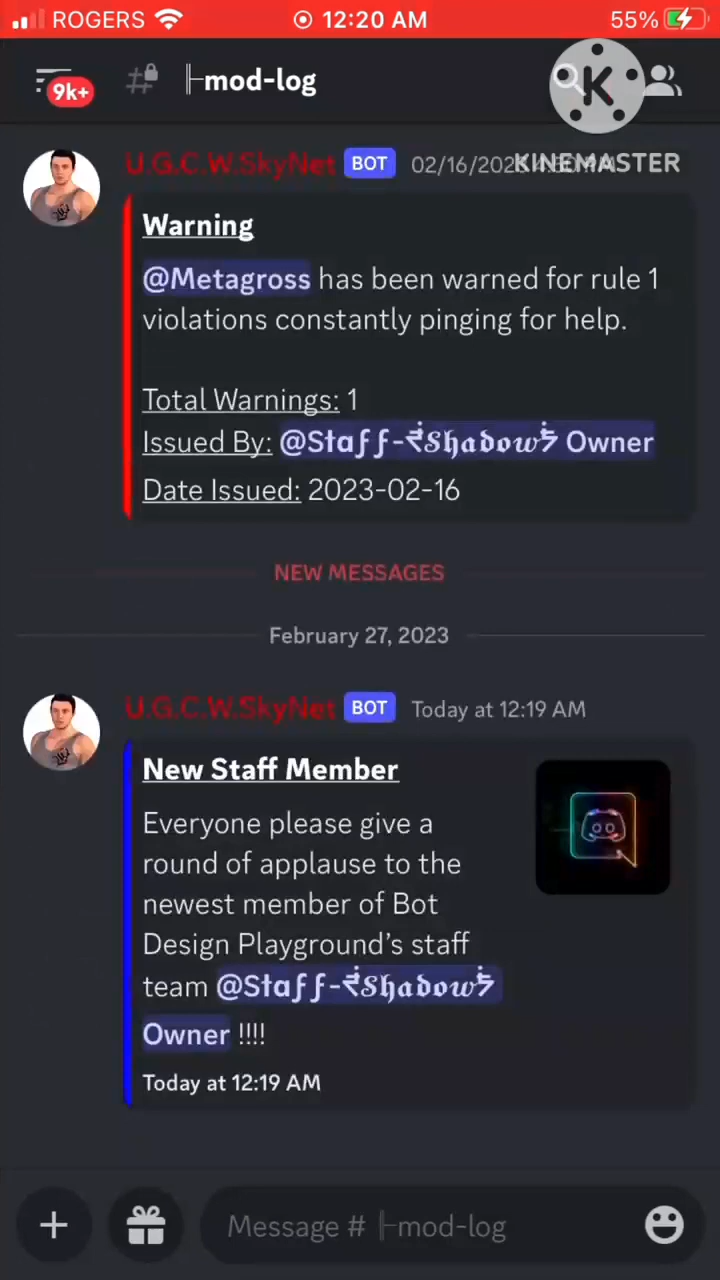 ROGERS 12:20 AM 55%
9k+ ├mod-log
K
KINEMASTER
U.G.C.W.SkyNet BOT
Warning
@Metagross has been warned for rule 1
violations constantly pinging for help.
Total Warnings: 1
Issued By: @Staff-र्\u0307𝕾𝖍𝖆𝖉𝖔𝔀 Owner
Date Issued: 2023-02-16
NEW MESSAGES
February 27, 2023
U.G.C.W.SkyNet BOT Today at 12:19 AM
New Staff Member
Everyone please give a
round of applause to the
newest member of Bot
Design Playground’s staff
team @Staff-𝕾𝖍𝖆𝖉𝖔𝔀
Owner !!!!
Today at 12:19 AM
Message # ├mod-log